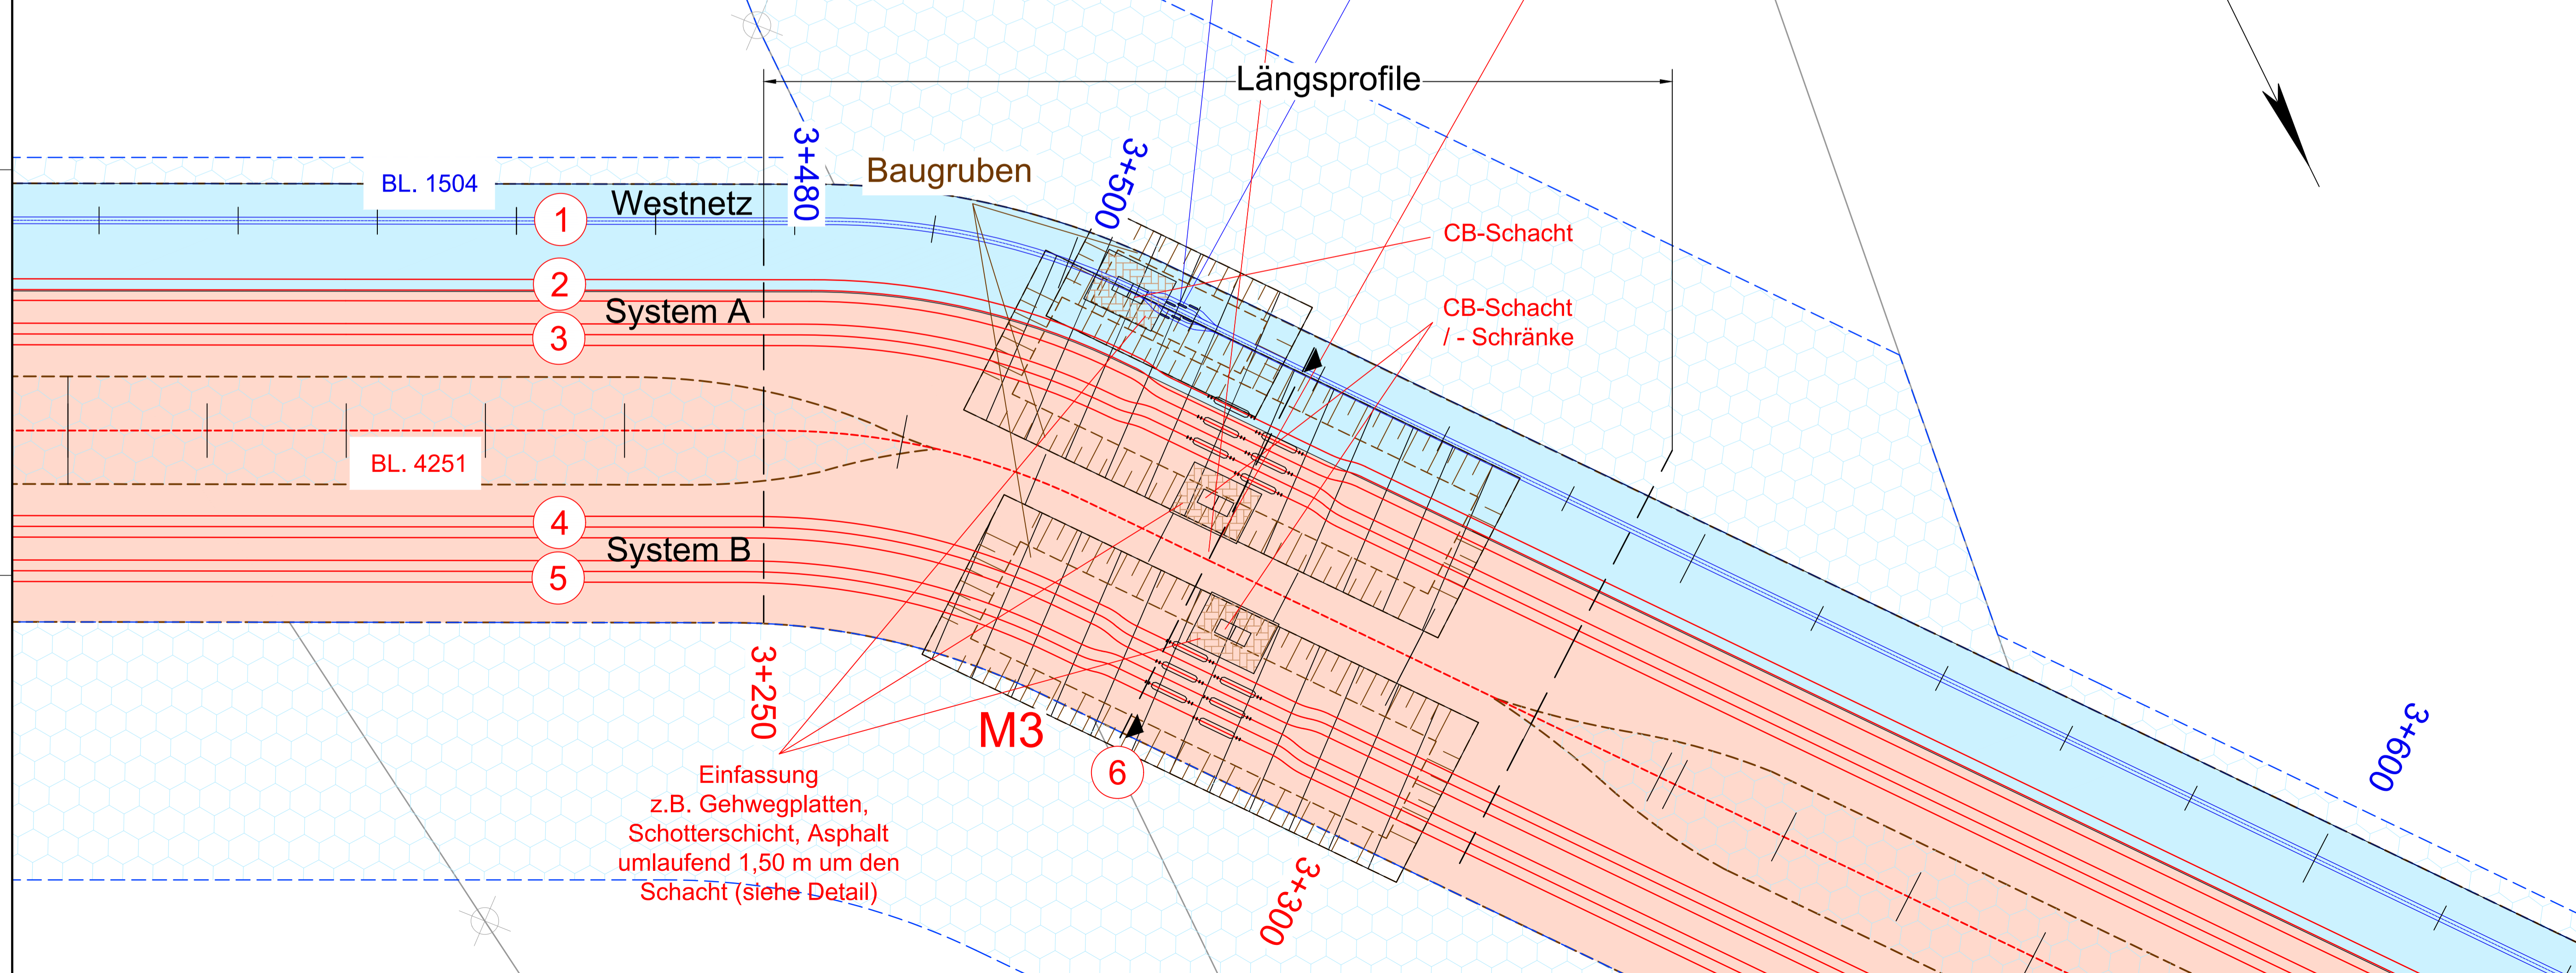 Längsprofile
3+480
Baugruben
3+500
BL. 1504
Westnetz
1
CB-Schacht
2
System A
3
CB-Schacht
/ - Schränke
BL. 4251
4
System B
5
3+250
M3
6
3+600
Einfassung
z.B. Gehwegplatten,
Schotterschicht, Asphalt
umlaufend 1,50 m um den
Schacht (siehe Detail)
3+300